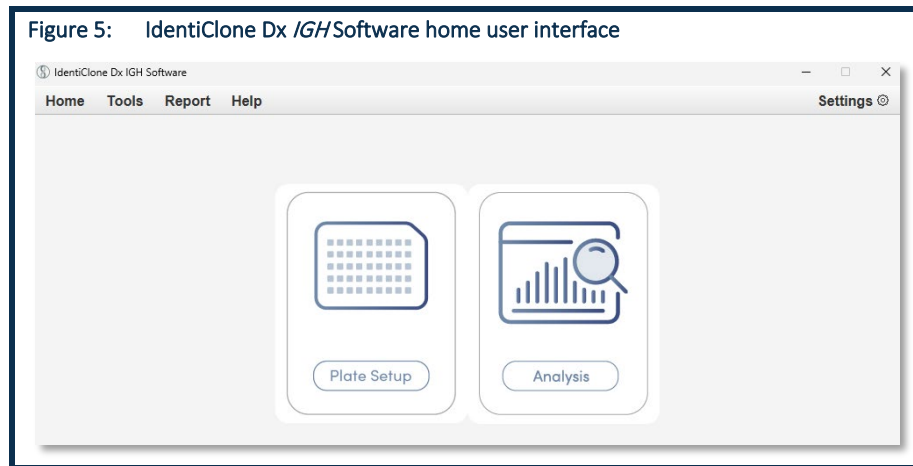 Figure 5: IdentiClone Dx IGH Software home user interface
IdentiClone Dx IGH Software
Home Tools Report Help Settings
Plate Setup Analysis